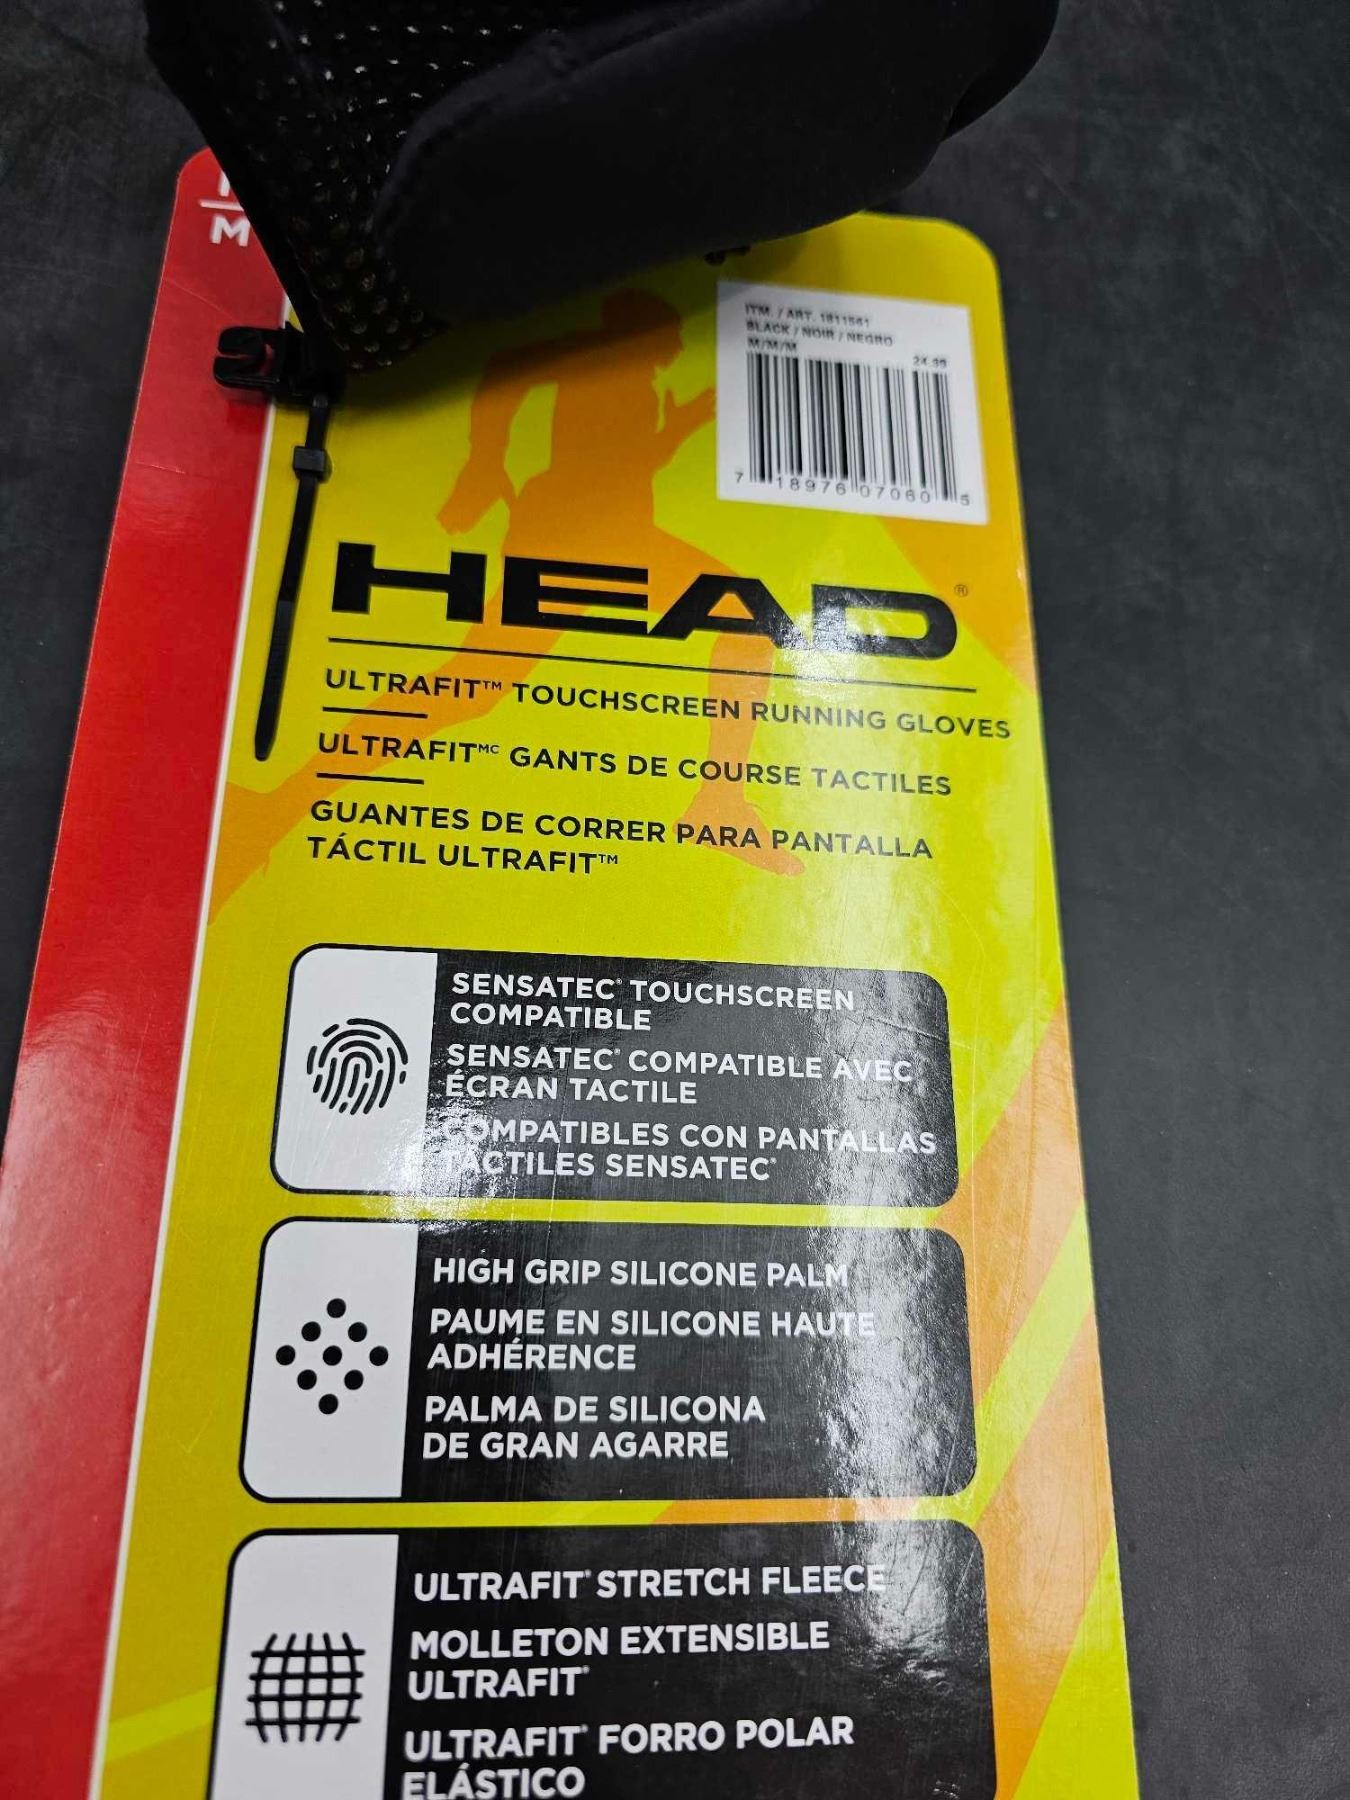 M
ITM. / ART. 1811561
BLACK / NOIR / NEGRO
M/M/M
24.99
7 18976 07060 5
HEAD®
ULTRAFIT™ TOUCHSCREEN RUNNING GLOVES
ULTRAFITMC GANTS DE COURSE TACTILES
GUANTES DE CORRER PARA PANTALLA
TÁCTIL ULTRAFIT™
SENSATEC® TOUCHSCREEN
COMPATIBLE
SENSATEC® COMPATIBLE AVEC
ÉCRAN TACTILE
COMPATIBLES CON PANTALLAS
TÁCTILES SENSATEC®
HIGH GRIP SILICONE PALM
PAUME EN SILICONE HAUTE
ADHÉRENCE
PALMA DE SILICONA
DE GRAN AGARRE
ULTRAFIT® STRETCH FLEECE
MOLLETON EXTENSIBLE
ULTRAFIT®
ULTRAFIT® FORRO POLAR
ELÁSTICO